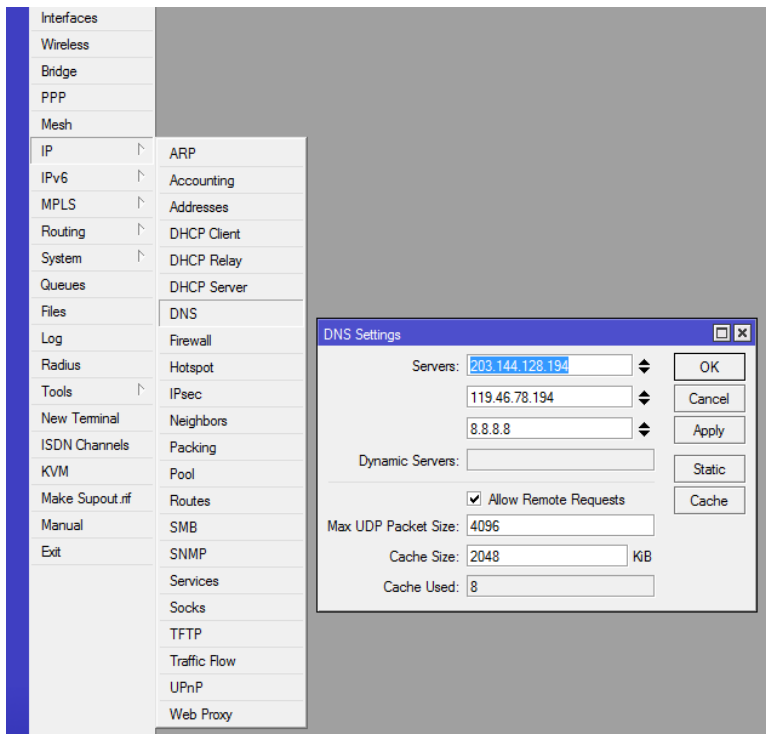 Interfaces
Wireless
Bridge
PPP
Mesh
IP
IPv6
MPLS
Routing
System
Queues
Files
Log
Radius
Tools
New Terminal
ISDN Channels
KVM
Make Supout.rif
Manual
Exit
ARP
Accounting
Addresses
DHCP Client
DHCP Relay
DHCP Server
DNS
Firewall
Hotspot
IPsec
Neighbors
Packing
Pool
Routes
SMB
SNMP
Services
Socks
TFTP
Traffic Flow
UPnP
Web Proxy
DNS Settings
Servers: 203.144.128.194
119.46.78.194
8.8.8.8
Dynamic Servers:
Allow Remote Requests
Max UDP Packet Size: 4096
Cache Size: 2048 KiB
Cache Used: 8
OK
Cancel
Apply
Static
Cache